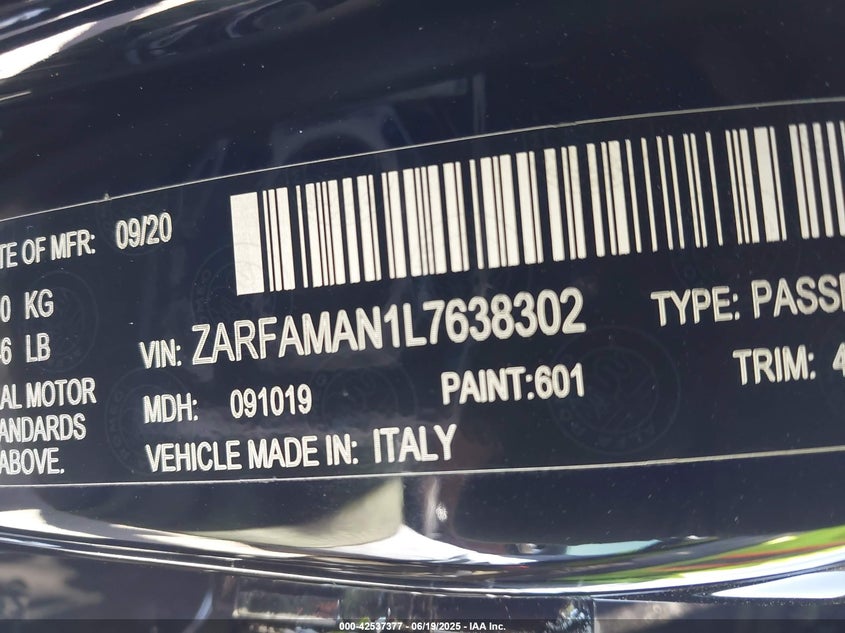 TE OF MFR: 09/20
0 KG
6 LB
AL MOTOR
ANDARDS
ABOVE.
VIN: ZARFAMAN1L7638302
TYPE: PASSE
MDH: 091019
PAINT:601
TRIM: 4
VEHICLE MADE IN: ITALY
000-42537377 - 06/19/2025 - IAA Inc.